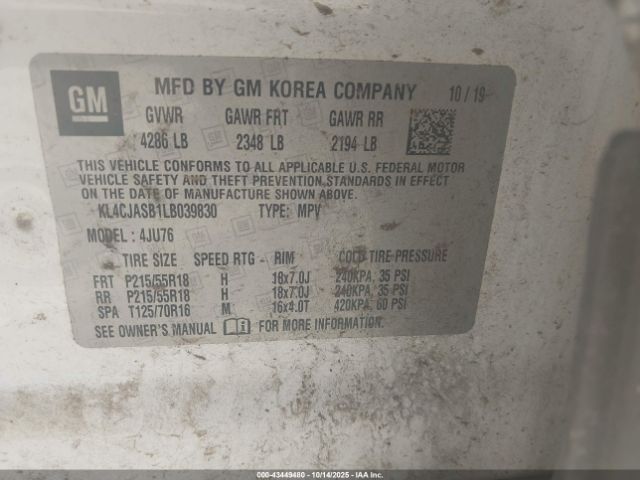 GM
MFD BY GM KOREA COMPANY 10/19
GVWR GAWR FRT GAWR RR
4286 LB 2348 LB 2194 LB
THIS VEHICLE CONFORMS TO ALL APPLICABLE U.S. FEDERAL MOTOR
VEHICLE SAFETY AND THEFT PREVENTION STANDARDS IN EFFECT
ON THE DATE OF MANUFACTURE SHOWN ABOVE.
KL4CJASB1LB039830 TYPE: MPV
MODEL: 4JU76
TIRE SIZE SPEED RTG - RIM COLD TIRE PRESSURE
FRT P215/55R18 H 18x7.0J 240KPA, 35 PSI
RR P215/55R18 H 18x7.0J 240KPA, 35 PSI
SPA T125/70R16 M 16x4.0T 420KPA, 60 PSI
SEE OWNER'S MANUAL FOR MORE INFORMATION.
000-43449480 - 10/14/2025 - IAA Inc.